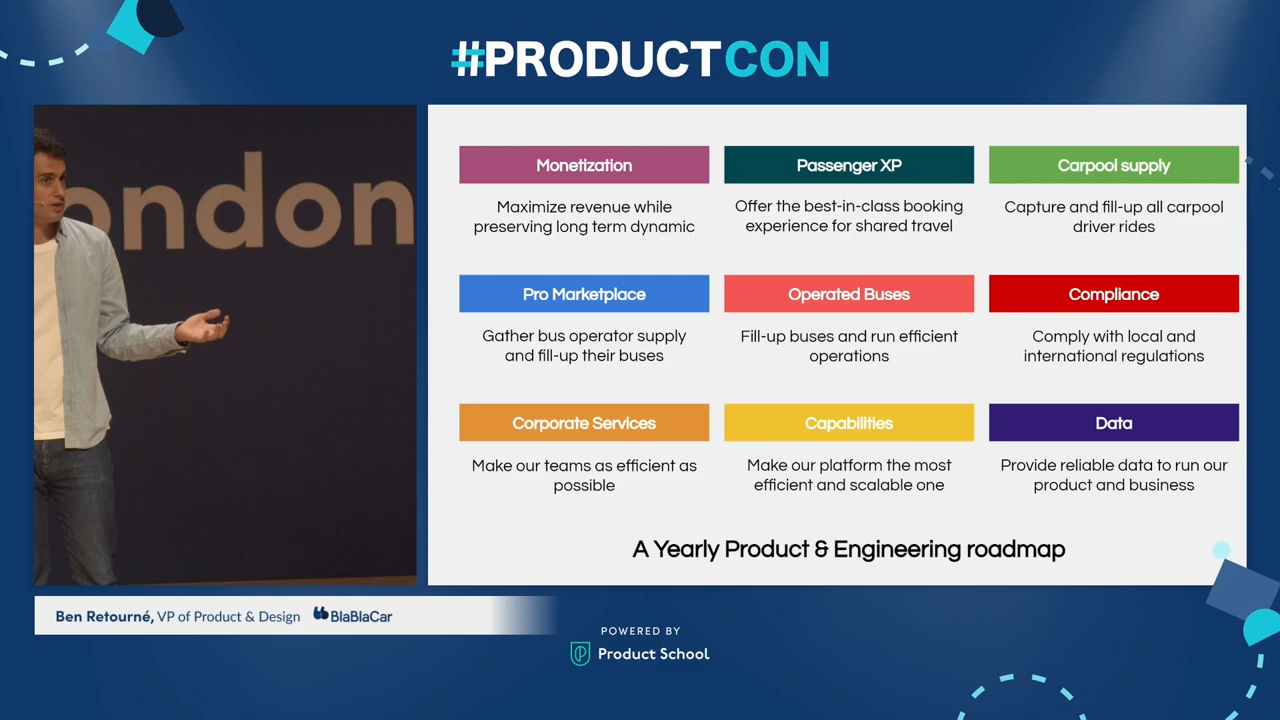 #PRODUCTCON
ondon
Monetization
Maximize revenue while
preserving long term dynamic
Passenger XP
Offer the best-in-class booking
experience for shared travel
Carpool supply
Capture and fill-up all carpool
driver rides
Pro Marketplace
Gather bus operator supply
and fill-up their buses
Operated Buses
Fill-up buses and run efficient
operations
Compliance
Comply with local and
international regulations
Corporate Services
Make our teams as efficient as
possible
Capabilities
Make our platform the most
efficient and scalable one
Data
Provide reliable data to run our
product and business
A Yearly Product & Engineering roadmap
Ben Retourné, VP of Product & Design BlaBlaCar
POWERED BY
Product School